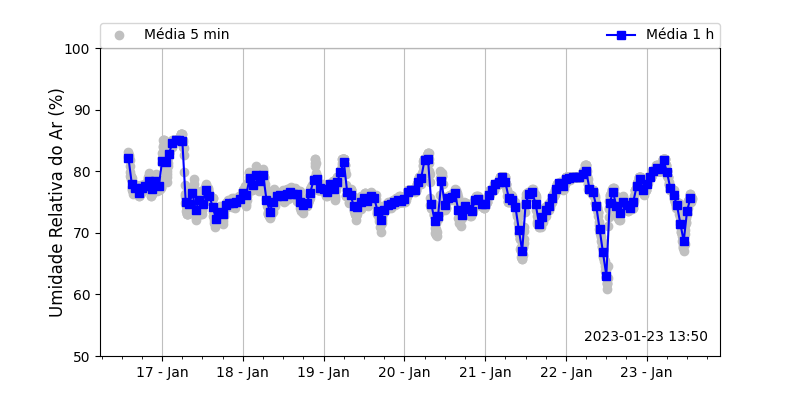 Média 5 min
Média 1 h
100
90
80
70
60
50
Umidade Relativa do Ar (%)
2023-01-23 13:50
17 - Jan
18 - Jan
19 - Jan
20 - Jan
21 - Jan
22 - Jan
23 - Jan